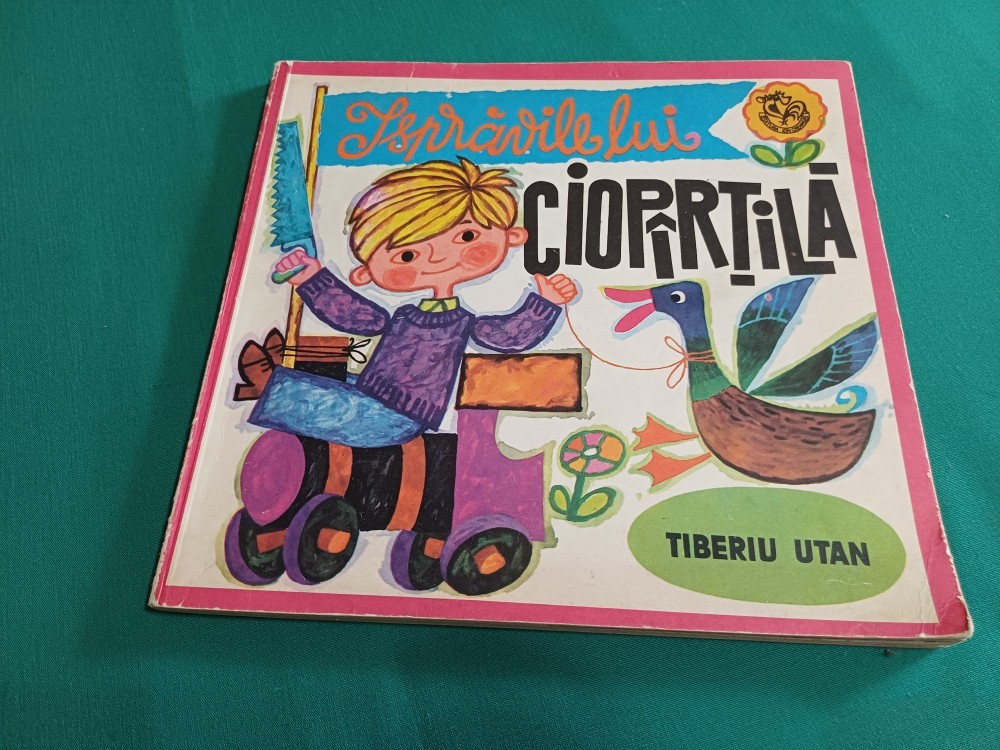 Isprăvile lui
CIOPÎRȚILĂ
TIBERIU UTAN